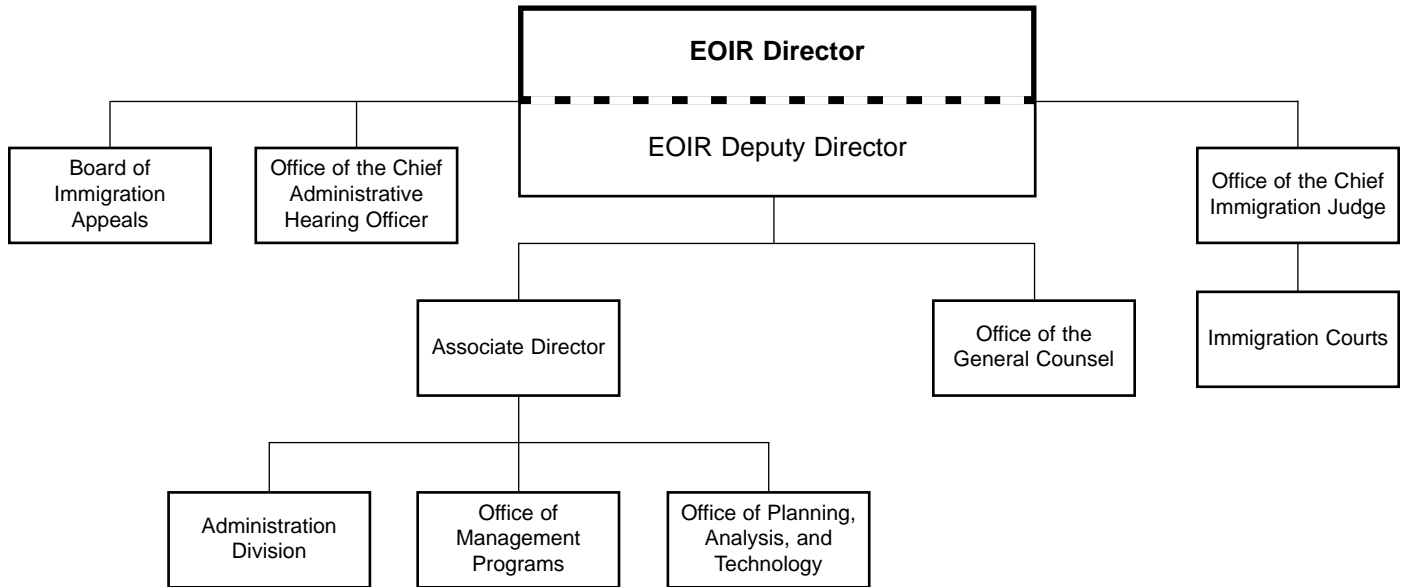 EOIR Director
EOIR Deputy Director
Board of
Immigration
Appeals
Office of the Chief
Administrative
Hearing Officer
Office of the Chief
Immigration Judge
Associate Director
Office of the
General Counsel
Immigration Courts
Administration
Division
Office of
Management
Programs
Office of Planning,
Analysis, and
Technology